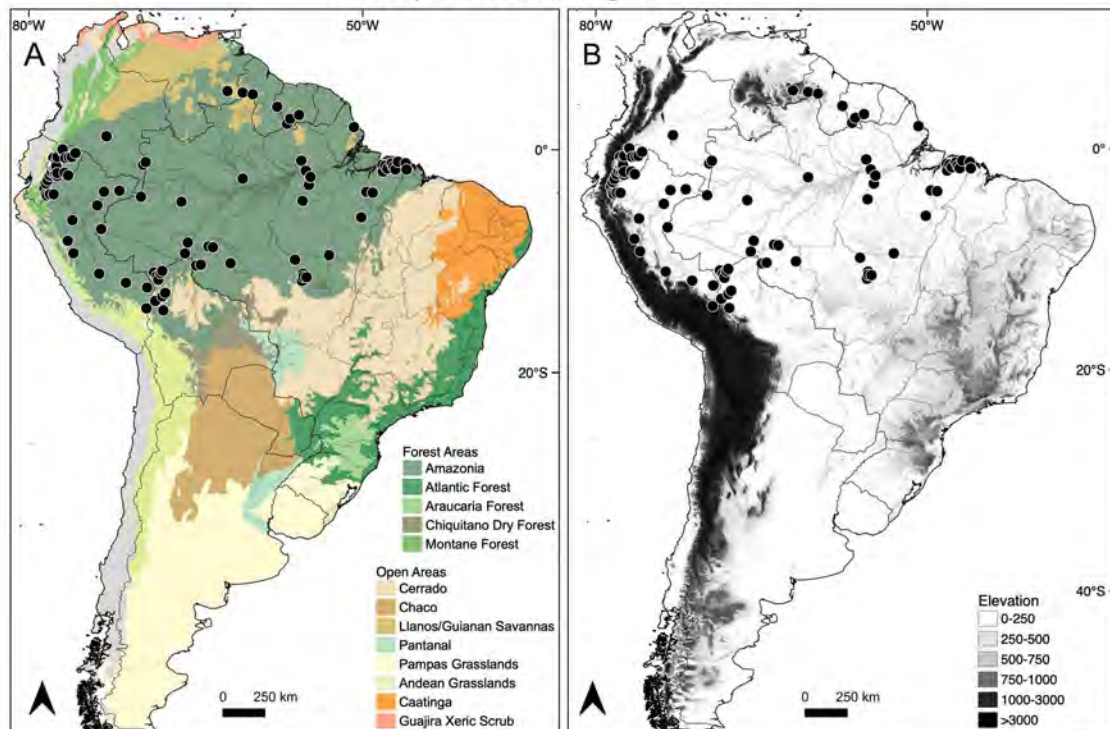 80°W
50°W
A
0°
20°S
Forest Areas
Amazonia
Atlantic Forest
Araucaria Forest
Chiquitano Dry Forest
Montane Forest
Open Areas
Cerrado
Chaco
Llanos/Guianan Savannas
Pantanal
Pampas Grasslands
Andean Grasslands
Caatinga
Guajira Xeric Scrub
0 250 km
80°W
50°W
B
0°
20°S
40°S
Elevation
0-250
250-500
500-750
750-1000
1000-3000
>3000
0 250 km